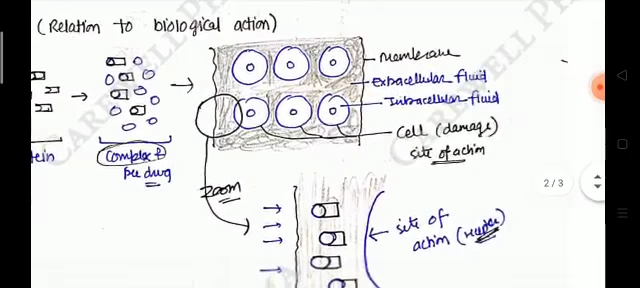 (Relation to biological action)
membrane
Extracellular fluid
Intracellular fluid
cell (damage)
site of action
tein
Complex +
free drug
2/3
zoom
site of
action (